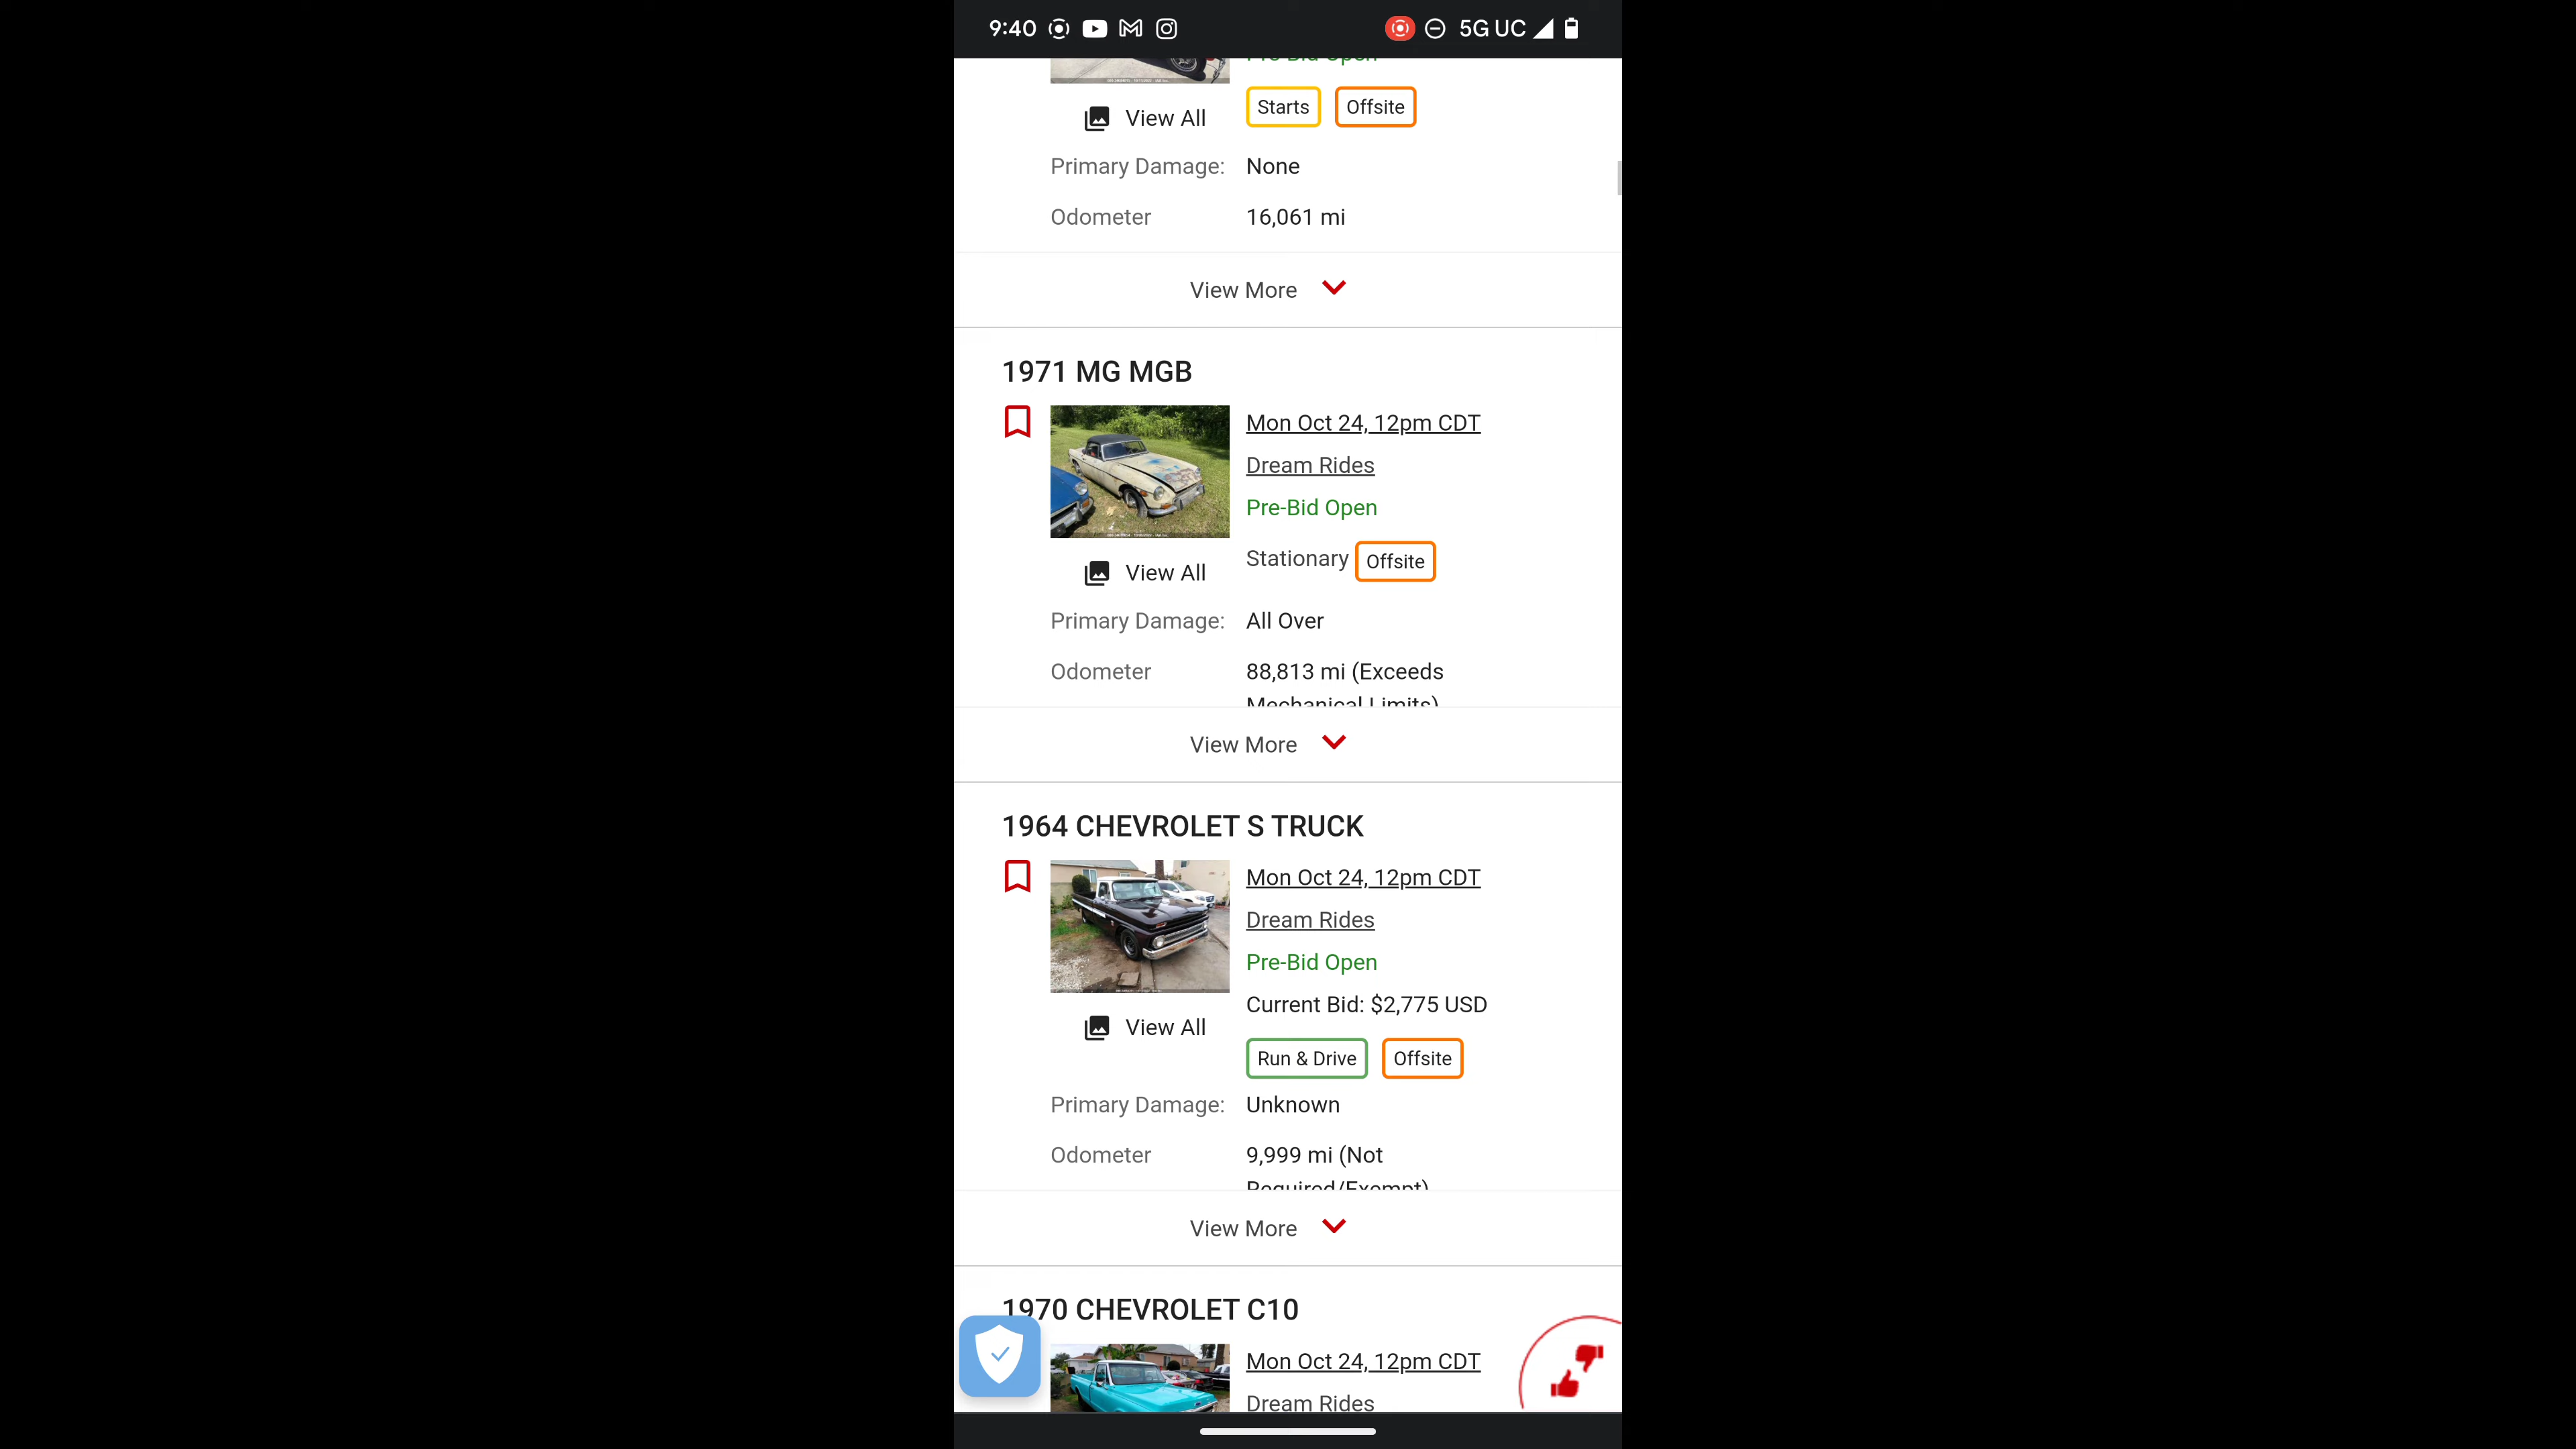 9:40
5G UC
Starts
Offsite
View All
Primary Damage: None
Odometer 16,061 mi
View More
1971 MG MGB
Mon Oct 24, 12pm CDT
Dream Rides
Pre-Bid Open
Stationary Offsite
View All
Primary Damage: All Over
Odometer 88,813 mi (Exceeds
Mechanical Limits)
View More
1964 CHEVROLET S TRUCK
Mon Oct 24, 12pm CDT
Dream Rides
Pre-Bid Open
Current Bid: $2,775 USD
View All
Run & Drive Offsite
Primary Damage: Unknown
Odometer 9,999 mi (Not
Required/Exempt)
View More
1970 CHEVROLET C10
Mon Oct 24, 12pm CDT
Dream Rides